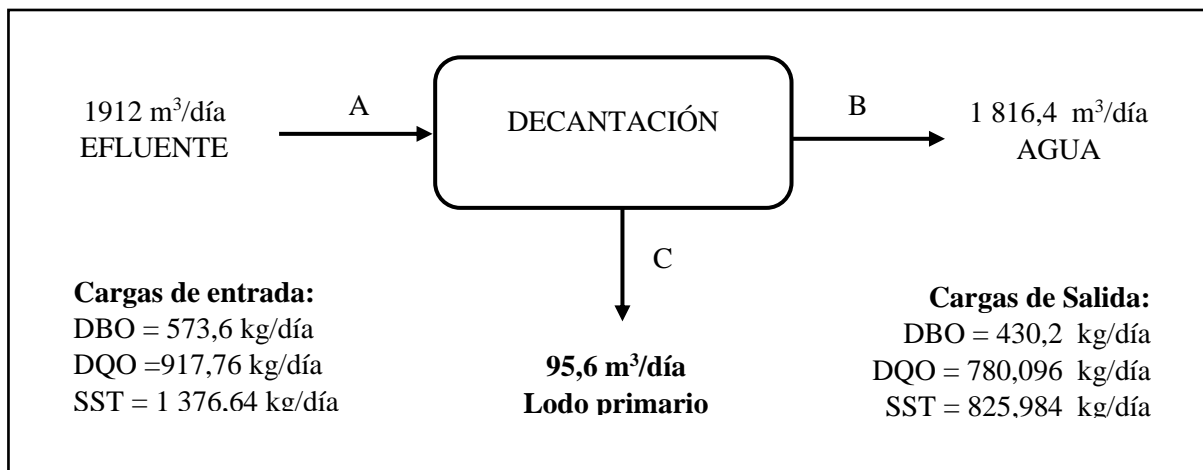 1912 m³/día
EFLUENTE
A
DECANTACIÓN
B
1 816,4 m³/día
AGUA
C
Cargas de entrada:
DBO = 573,6 kg/día
DQO =917,76 kg/día
SST = 1 376,64 kg/día
95,6 m³/día
Lodo primario
Cargas de Salida:
DBO = 430,2 kg/día
DQO = 780,096 kg/día
SST = 825,984 kg/día